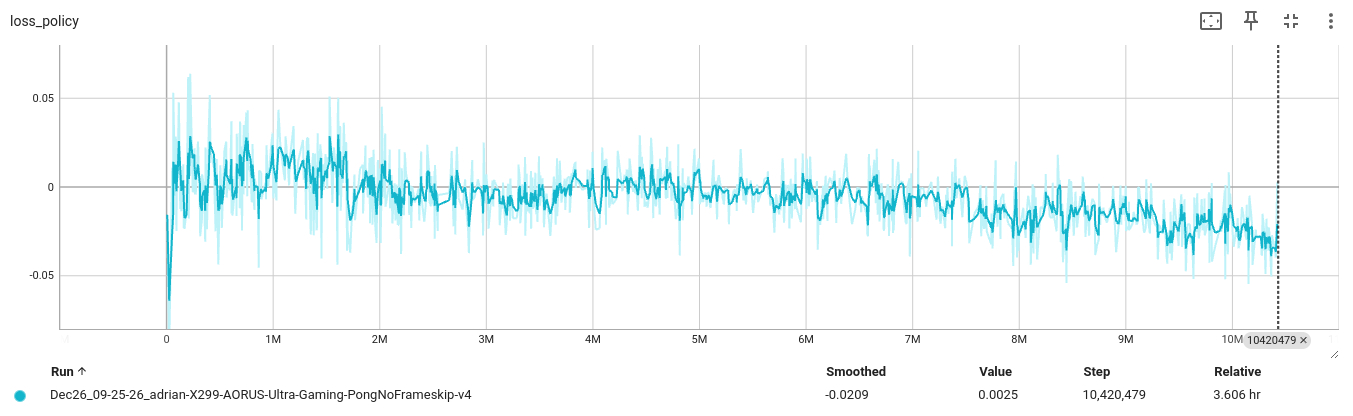 loss_policy
0.05
0
-0.05
0 1M 2M 3M 4M 5M 6M 7M 8M 9M 10M 10420479 ×
Run ↑ Smoothed Value Step Relative
Dec26_09-25-26_adrian-X299-AORUS-Ultra-Gaming-PongNoFrameskip-v4 -0.0209 0.0025 10,420,479 3.606 hr